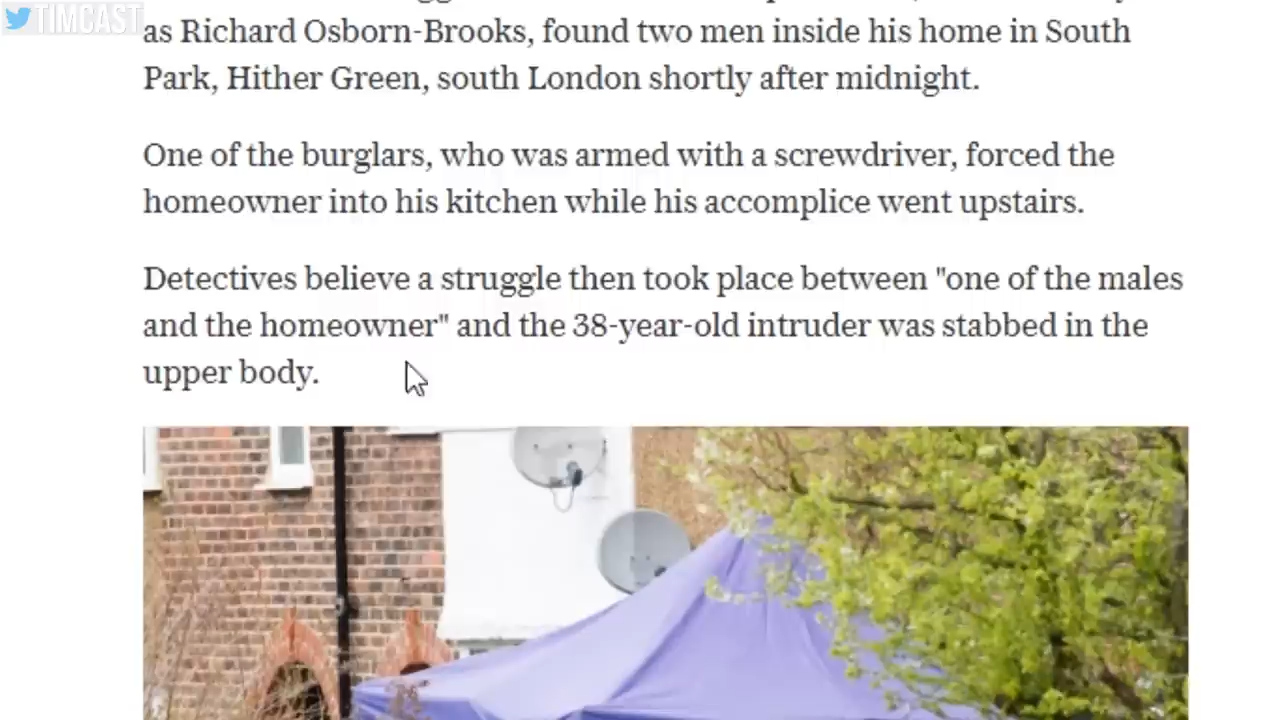 TIMCAST
as Richard Osborn-Brooks, found two men inside his home in South
Park, Hither Green, south London shortly after midnight.
One of the burglars, who was armed with a screwdriver, forced the
homeowner into his kitchen while his accomplice went upstairs.
Detectives believe a struggle then took place between "one of the males
and the homeowner" and the 38-year-old intruder was stabbed in the
upper body.